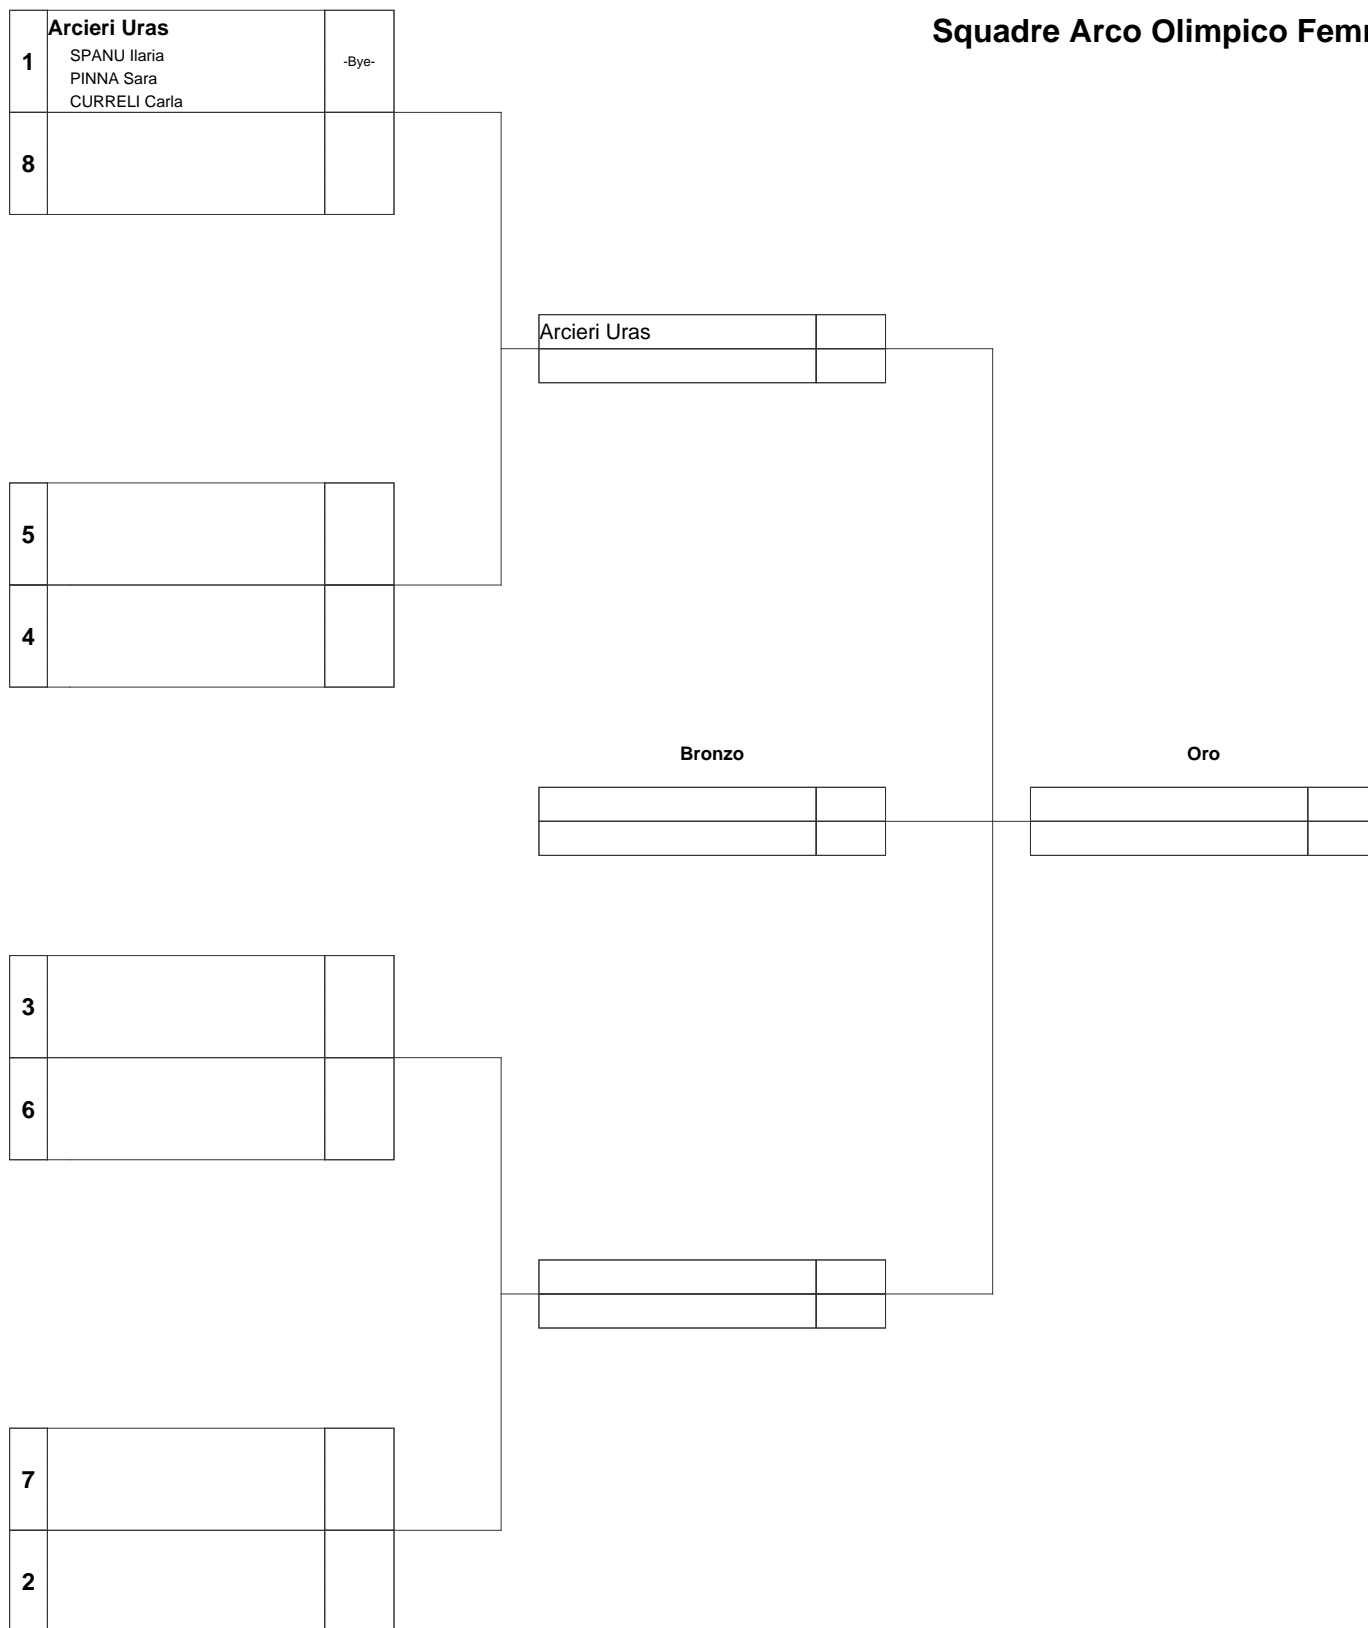 Squadre Arco Olimpico
1
Arcieri Uras
SPANU Ilaria
PINNA Sara
CURRELI Carla
-Bye-
8
Arcieri Uras
5
4
Bronzo
Oro
3
6
7
2